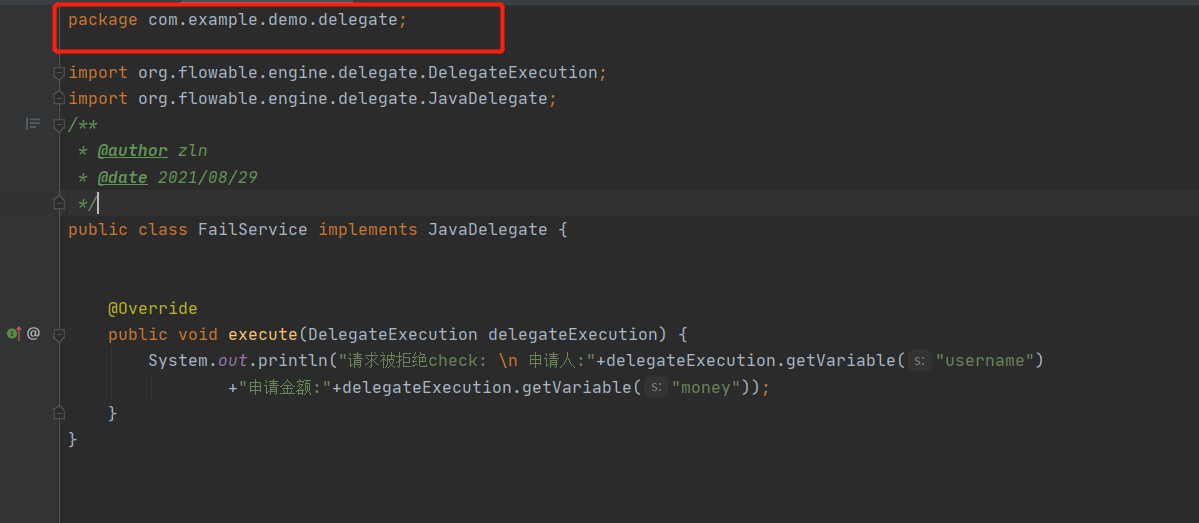 package com.example.demo.delegate;
import org.flowable.engine.delegate.DelegateExecution;
import org.flowable.engine.delegate.JavaDelegate;
/**
 * @author zln
 * @date 2021/08/29
 */
public class FailService implements JavaDelegate {
    @Override
    public void execute(DelegateExecution delegateExecution) {
        System.out.println("请求被拒绝check: \n 申请人:"+delegateExecution.getVariable( s: "username")
                +"申请金额:"+delegateExecution.getVariable( s: "money"));
    }
}